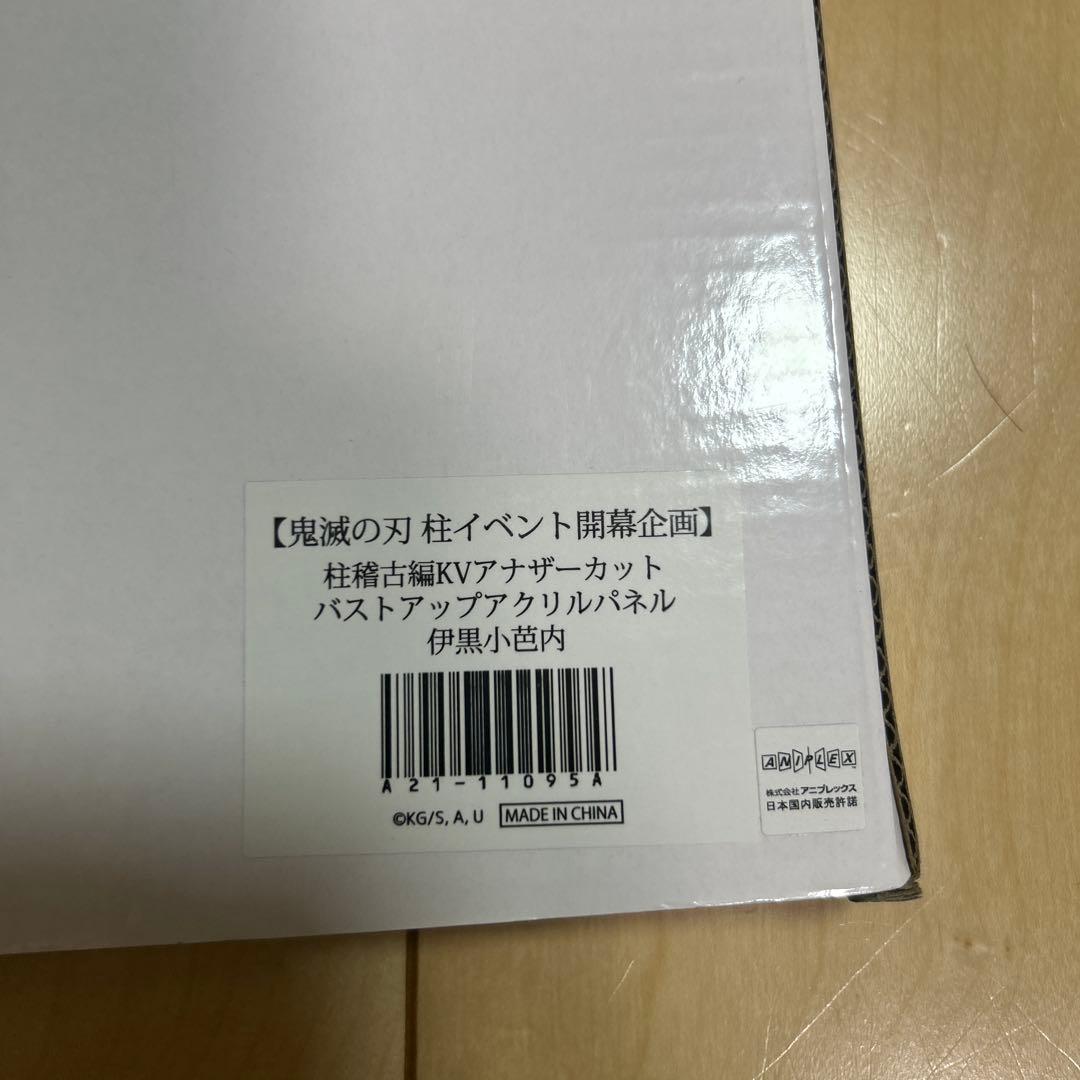 【鬼滅の刃 柱イベント開幕企画】
柱稽古編KVアナザーカット
バストアップアクリルパネル
伊黒小芭内
A21-11095A
©KG/S, A, U MADE IN CHINA
ANIPLEX™
株式会社アニプレックス
日本国内販売許諾